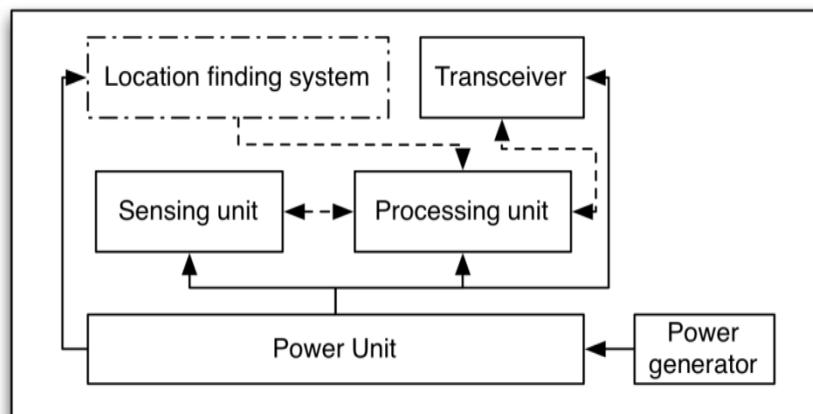 Location finding system
Transceiver
Sensing unit
Processing unit
Power Unit
Power
generator